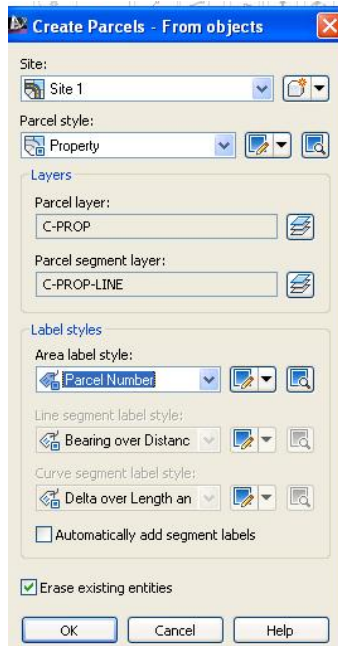 Create Parcels - From objects
Site:
Site 1
Parcel style:
Property
Layers
Parcel layer:
C-PROP
Parcel segment layer:
C-PROP-LINE
Label styles
Area label style:
Parcel Number
Line segment label style:
Bearing over Distanc
Curve segment label style:
Delta over Length an
Automatically add segment labels
Erase existing entities
OK Cancel Help